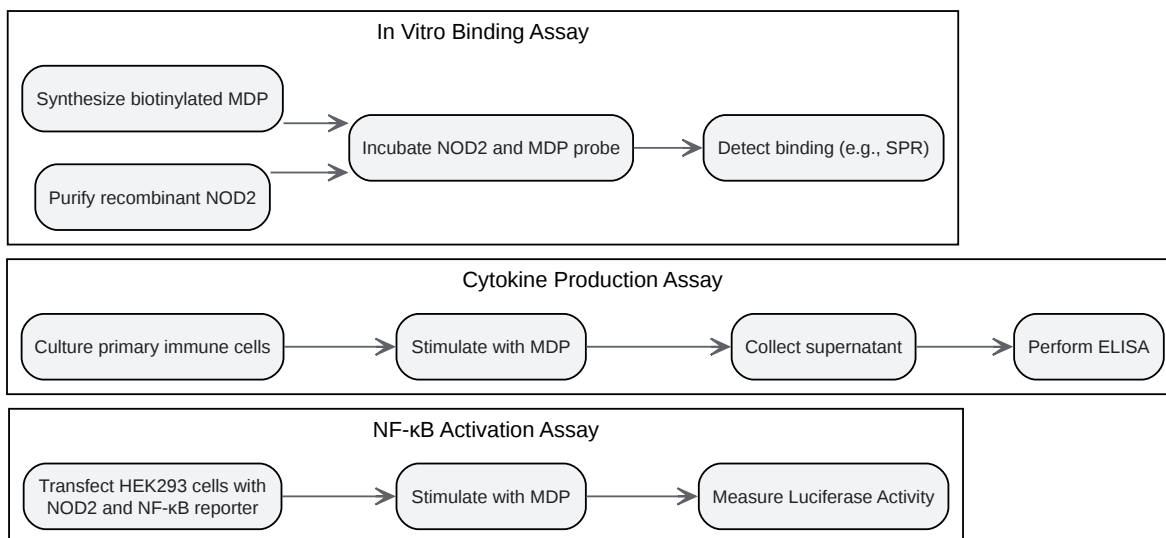 In Vitro Binding Assay
Synthesize biotinylated MDP
Purify recombinant NOD2
Incubate NOD2 and MDP probe
Detect binding (e.g., SPR)
Cytokine Production Assay
Culture primary immune cells
Stimulate with MDP
Collect supernatant
Perform ELISA
NF-κB Activation Assay
Transfect HEK293 cells with
NOD2 and NF-κB reporter
Stimulate with MDP
Measure Luciferase Activity